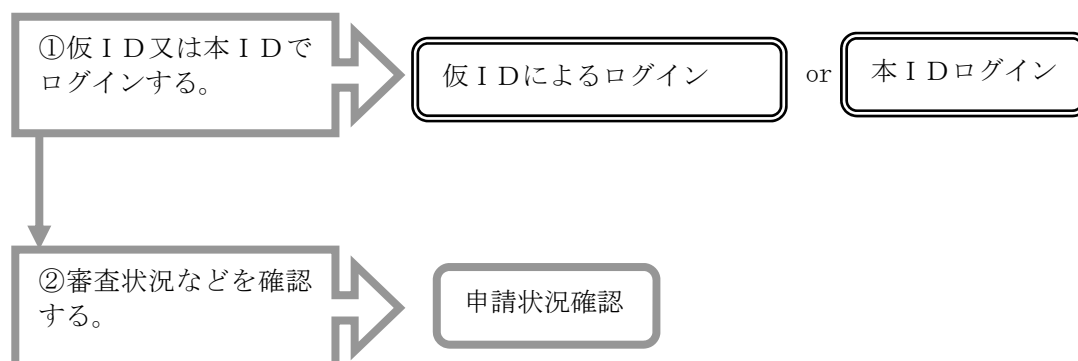 ①仮ＩＤ又は本ＩＤで
ログインする。
仮ＩＤによるログイン
or
本ＩＤログイン
②審査状況などを確認
する。
申請状況確認